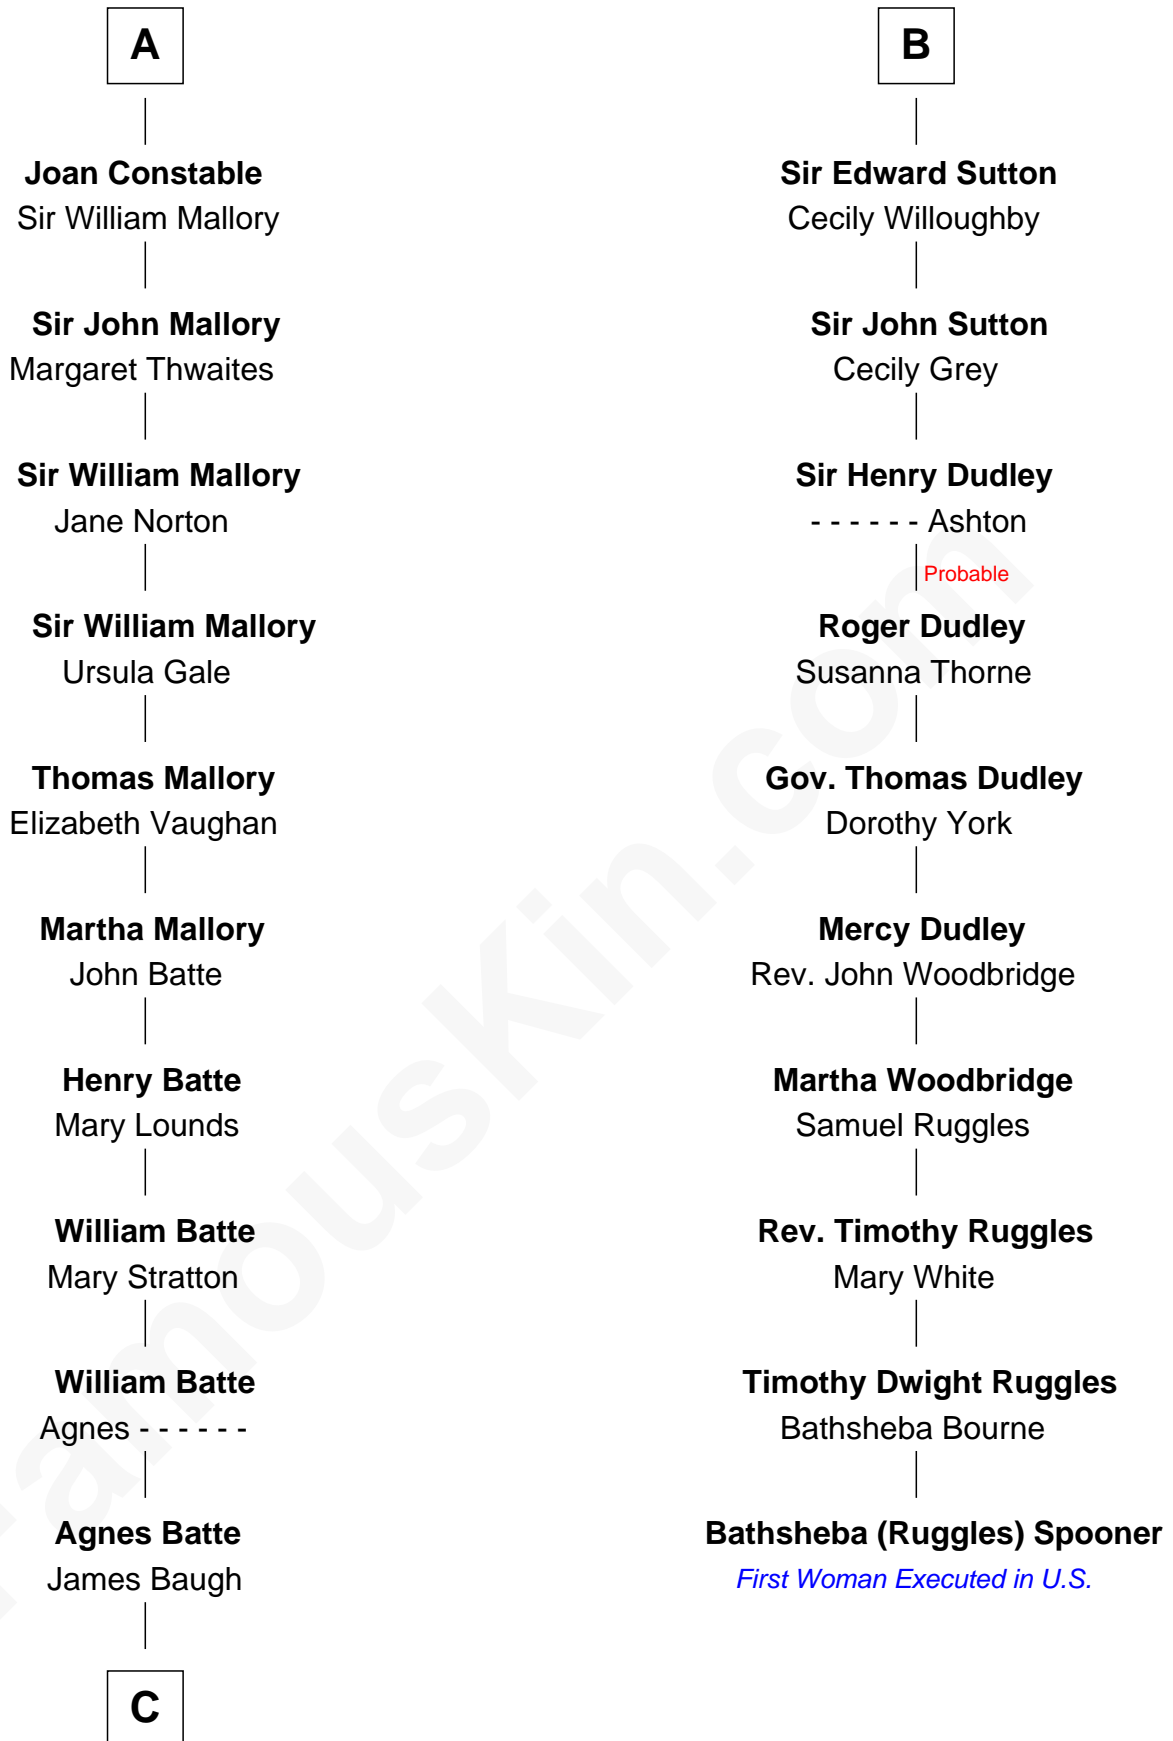 A
Joan Constable
Sir William Mallory
Sir John Mallory
Margaret Thwaites
Sir William Mallory
Jane Norton
Sir William Mallory
Ursula Gale
Thomas Mallory
Elizabeth Vaughan
Martha Mallory
John Batte
Henry Batte
Mary Lounds
William Batte
Mary Stratton
William Batte
Agnes - - - - - -
Agnes Batte
James Baugh
C
B
Sir Edward Sutton
Cecily Willoughby
Sir John Sutton
Cecily Grey
Sir Henry Dudley
- - - - - - Ashton
Probable
Roger Dudley
Susanna Thorne
Gov. Thomas Dudley
Dorothy York
Mercy Dudley
Rev. John Woodbridge
Martha Woodbridge
Samuel Ruggles
Rev. Timothy Ruggles
Mary White
Timothy Dwight Ruggles
Bathsheba Bourne
Bathsheba (Ruggles) Spooner
First Woman Executed in U.S.
FamousKin.com